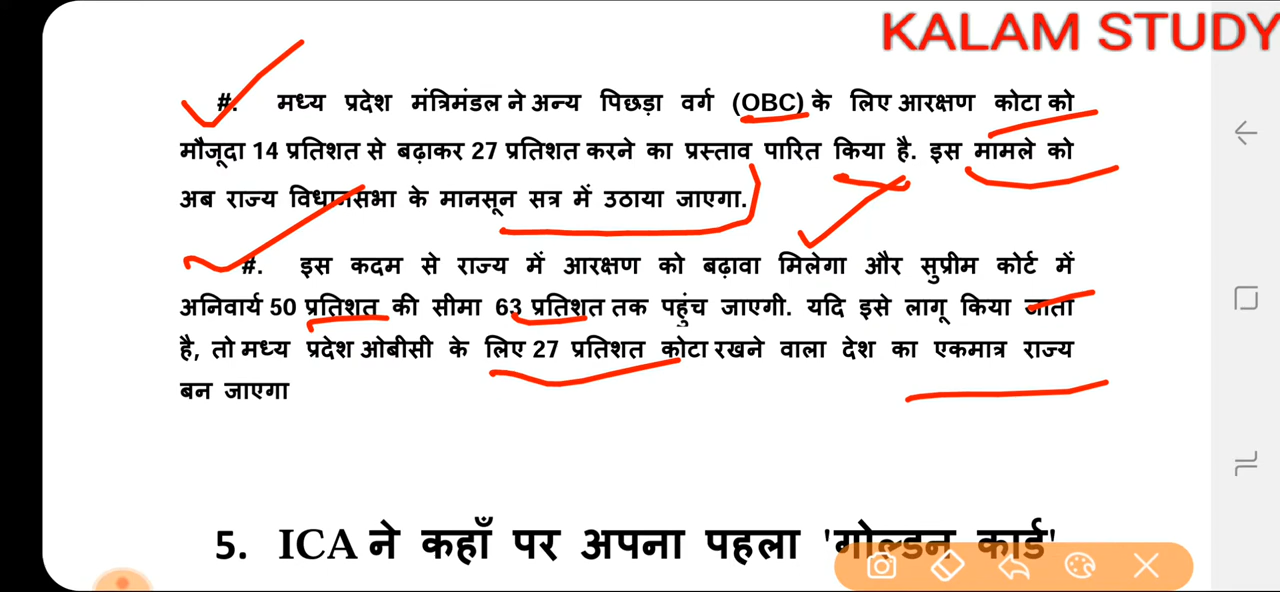 KALAM STUDY
#. मध्य प्रदेश मंत्रिमंडल ने अन्य पिछड़ा वर्ग (OBC) के लिए आरक्षण कोटा को
मौजूदा 14 प्रतिशत से बढ़ाकर 27 प्रतिशत करने का प्रस्ताव पारित किया है. इस मामले को
अब राज्य विधानसभा के मानसून सत्र में उठाया जाएगा.
#. इस कदम से राज्य में आरक्षण को बढ़ावा मिलेगा और सुप्रीम कोर्ट में
अनिवार्य 50 प्रतिशत की सीमा 63 प्रतिशत तक पहुंच जाएगी. यदि इसे लागू किया जाता
है, तो मध्य प्रदेश ओबीसी के लिए 27 प्रतिशत कोटा रखने वाला देश का एकमात्र राज्य
बन जाएगा
5. ICA ने कहाँ पर अपना पहला 'गोल्डन कार्ड'